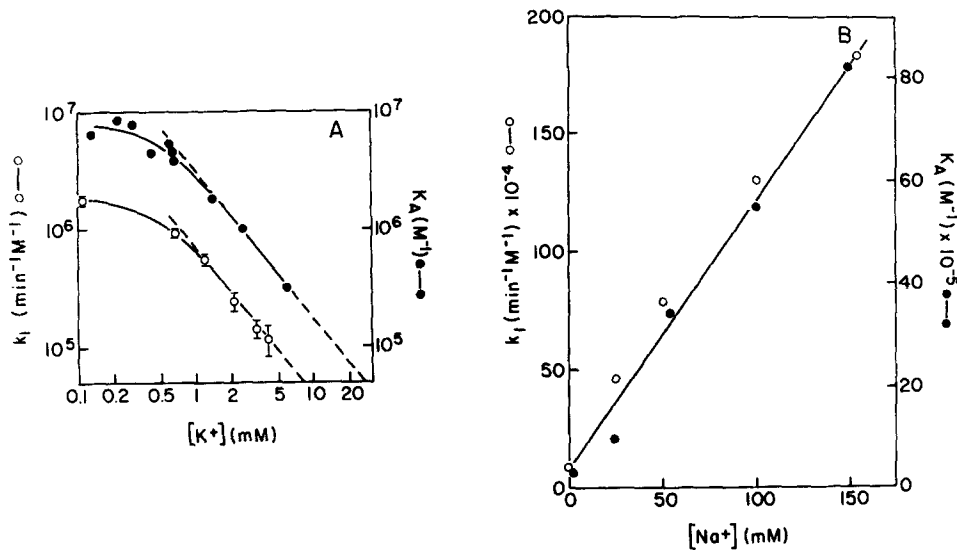 A
k₁ (min⁻¹M⁻¹) ○—○
10⁷
10⁶
10⁵
10⁷
10⁶
10⁵
K_A (M⁻¹) ●—●
0.1 0.2 0.5 1 2 5 10 20
[K⁺] (mM)
B
k₁ (min⁻¹M⁻¹) × 10⁻⁴ ○—○
200
150
100
50
0
80
60
40
20
0
K_A (M⁻¹) × 10⁻⁵ ●—●
0 50 100 150
[Na⁺] (mM)